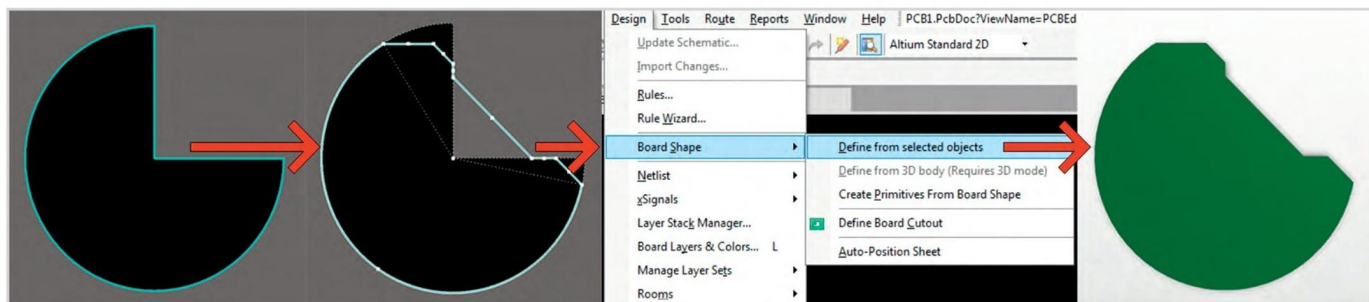 Design Tools Route Reports Window Help PCB1.PcbDoc?ViewName=PCBEd
Update Schematic...
Altium Standard 2D
Import Changes...
Rules...
Rule Wizard...
Board Shape
Define from selected objects
Define from 3D body (Requires 3D mode)
Netlist
Create Primitives From Board Shape
xSignals
Layer Stack Manager...
Define Board Cutout
Board Layers & Colors... L
Auto-Position Sheet
Manage Layer Sets
Rooms